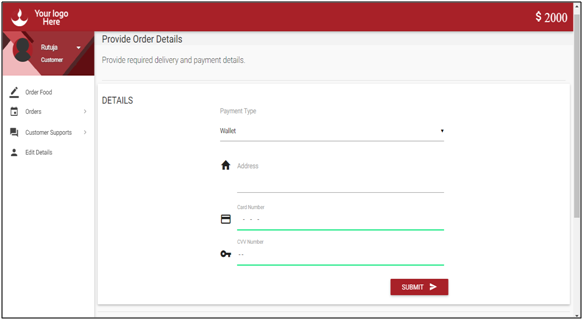 Your logo
Here
$ 2000
Rutuja
Customer
Order Food
Orders
Customer Supports
Edit Details
Provide Order Details
Provide required delivery and payment details.
DETAILS
Payment Type
Wallet
Address
Card Number
- - -
CVV Number
--
SUBMIT